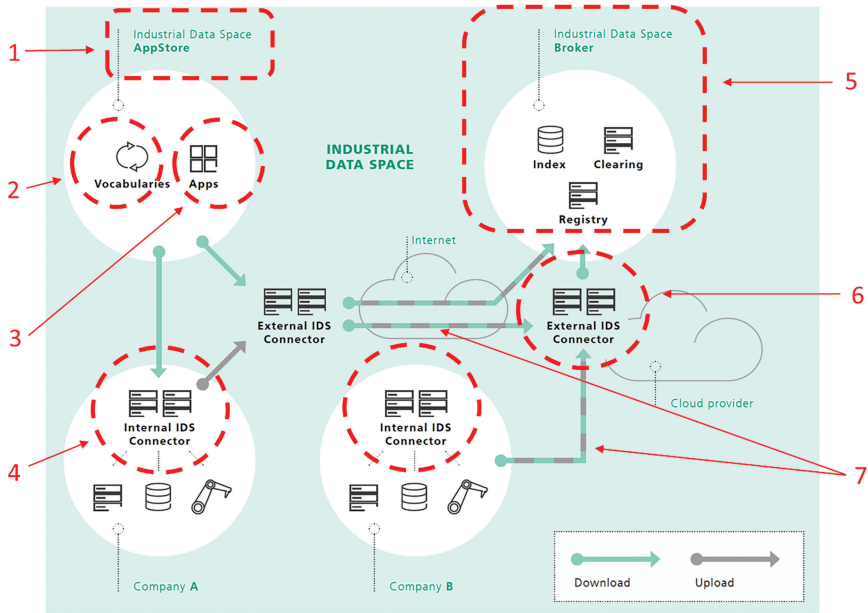 1
Industrial Data Space
AppStore
Industrial Data Space
Broker
5
INDUSTRIAL
DATA SPACE
Index
Clearing
2
Vocabularies
Apps
Registry
Internet
6
3
External IDS
Connector
External IDS
Connector
Cloud provider
Internal IDS
Connector
Internal IDS
Connector
4
7
Company A
Company B
Download
Upload